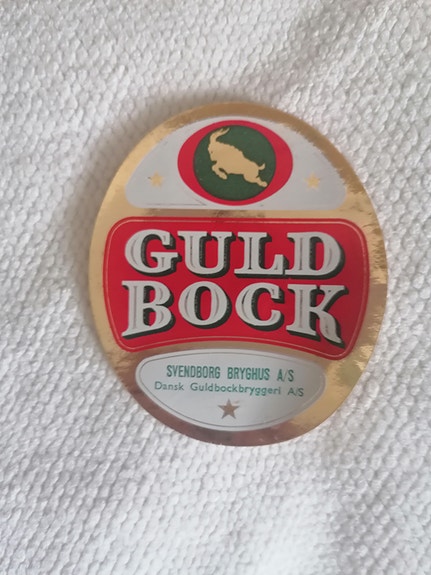 GULD
BOCK
SVENDBORG BRYGHUS A/S
Dansk Guldbockbryggeri A/S